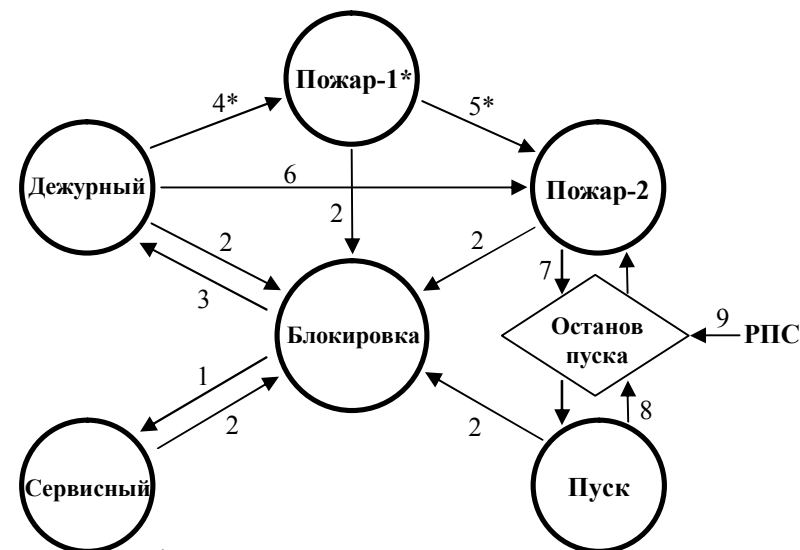 Пожар-1*
4*
5*
Дежурный
6
Пожар-2
2
2
2
7
3
Блокировка
Останов
пуска
9
РПС
1
2
2
8
Сервисный
Пуск